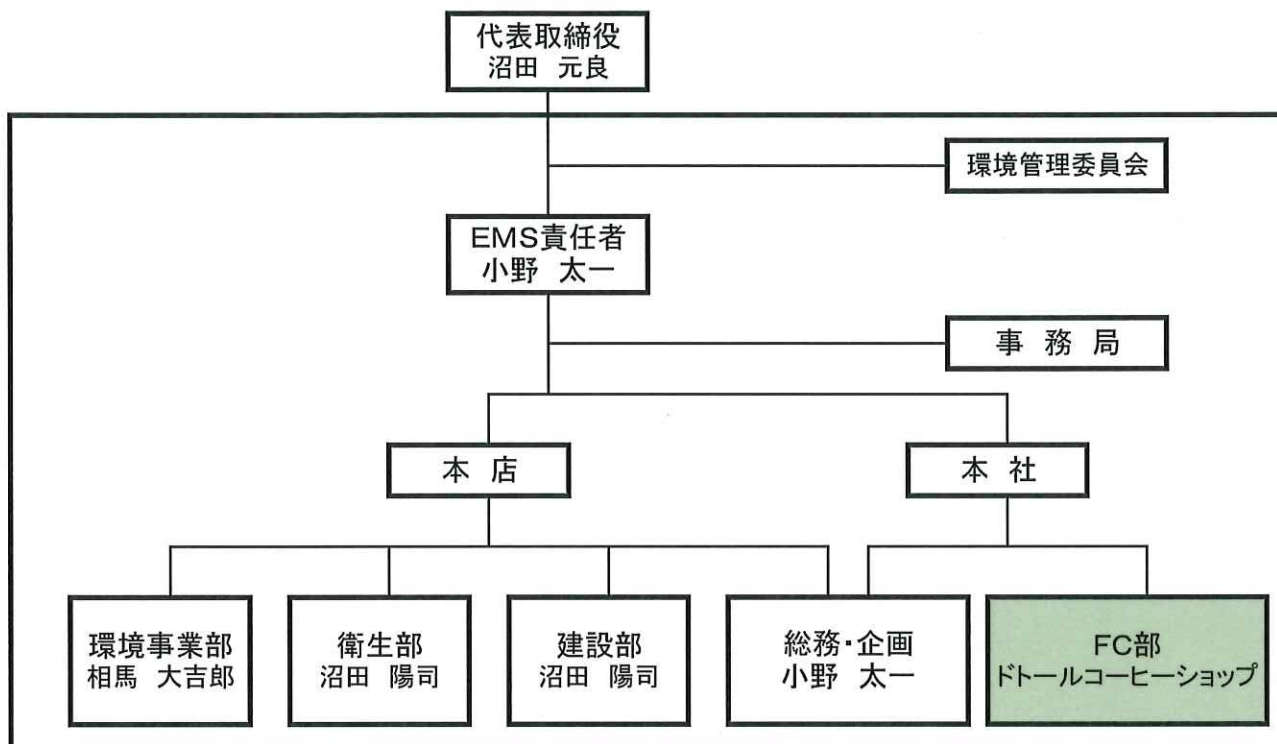 代表取締役
沼田 元良
環境管理委員会
EMS責任者
小野 太一
事 務 局
本 店
本 社
環境事業部
相馬 大吉郎
衛生部
沼田 陽司
建設部
沼田 陽司
総務・企画
小野 太一
FC部
ドトールコーヒーショップ